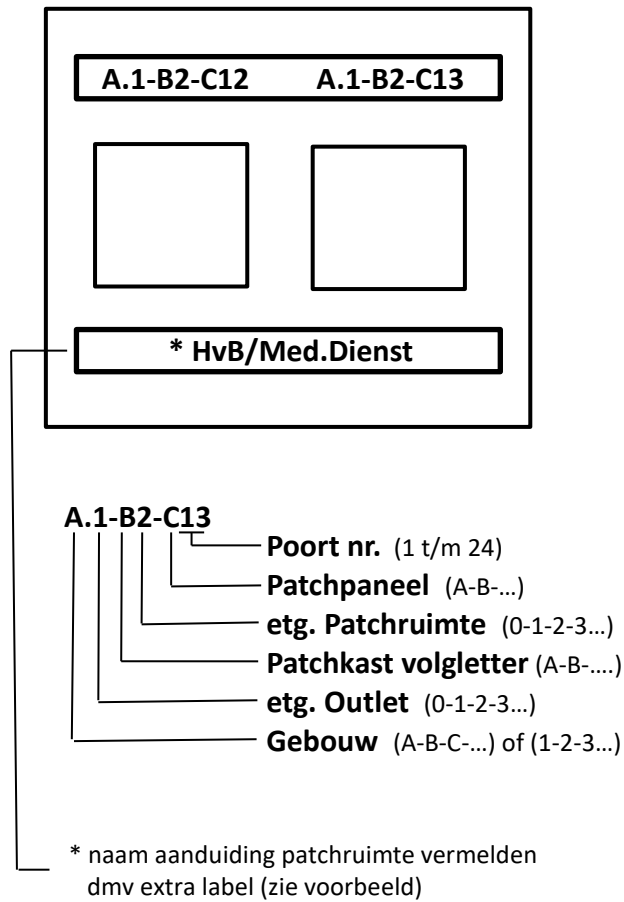 A.1-B2-C12 A.1-B2-C13
* HvB/Med.Dienst
A.1-B2-C13
Poort nr. (1 t/m 24)
Patchpaneel (A-B-...)
etg. Patchruimte (0-1-2-3...)
Patchkast volgletter (A-B-....)
etg. Outlet (0-1-2-3...)
Gebouw (A-B-C-...) of (1-2-3...)
* naam aanduiding patchruimte vermelden
dmv extra label (zie voorbeeld)